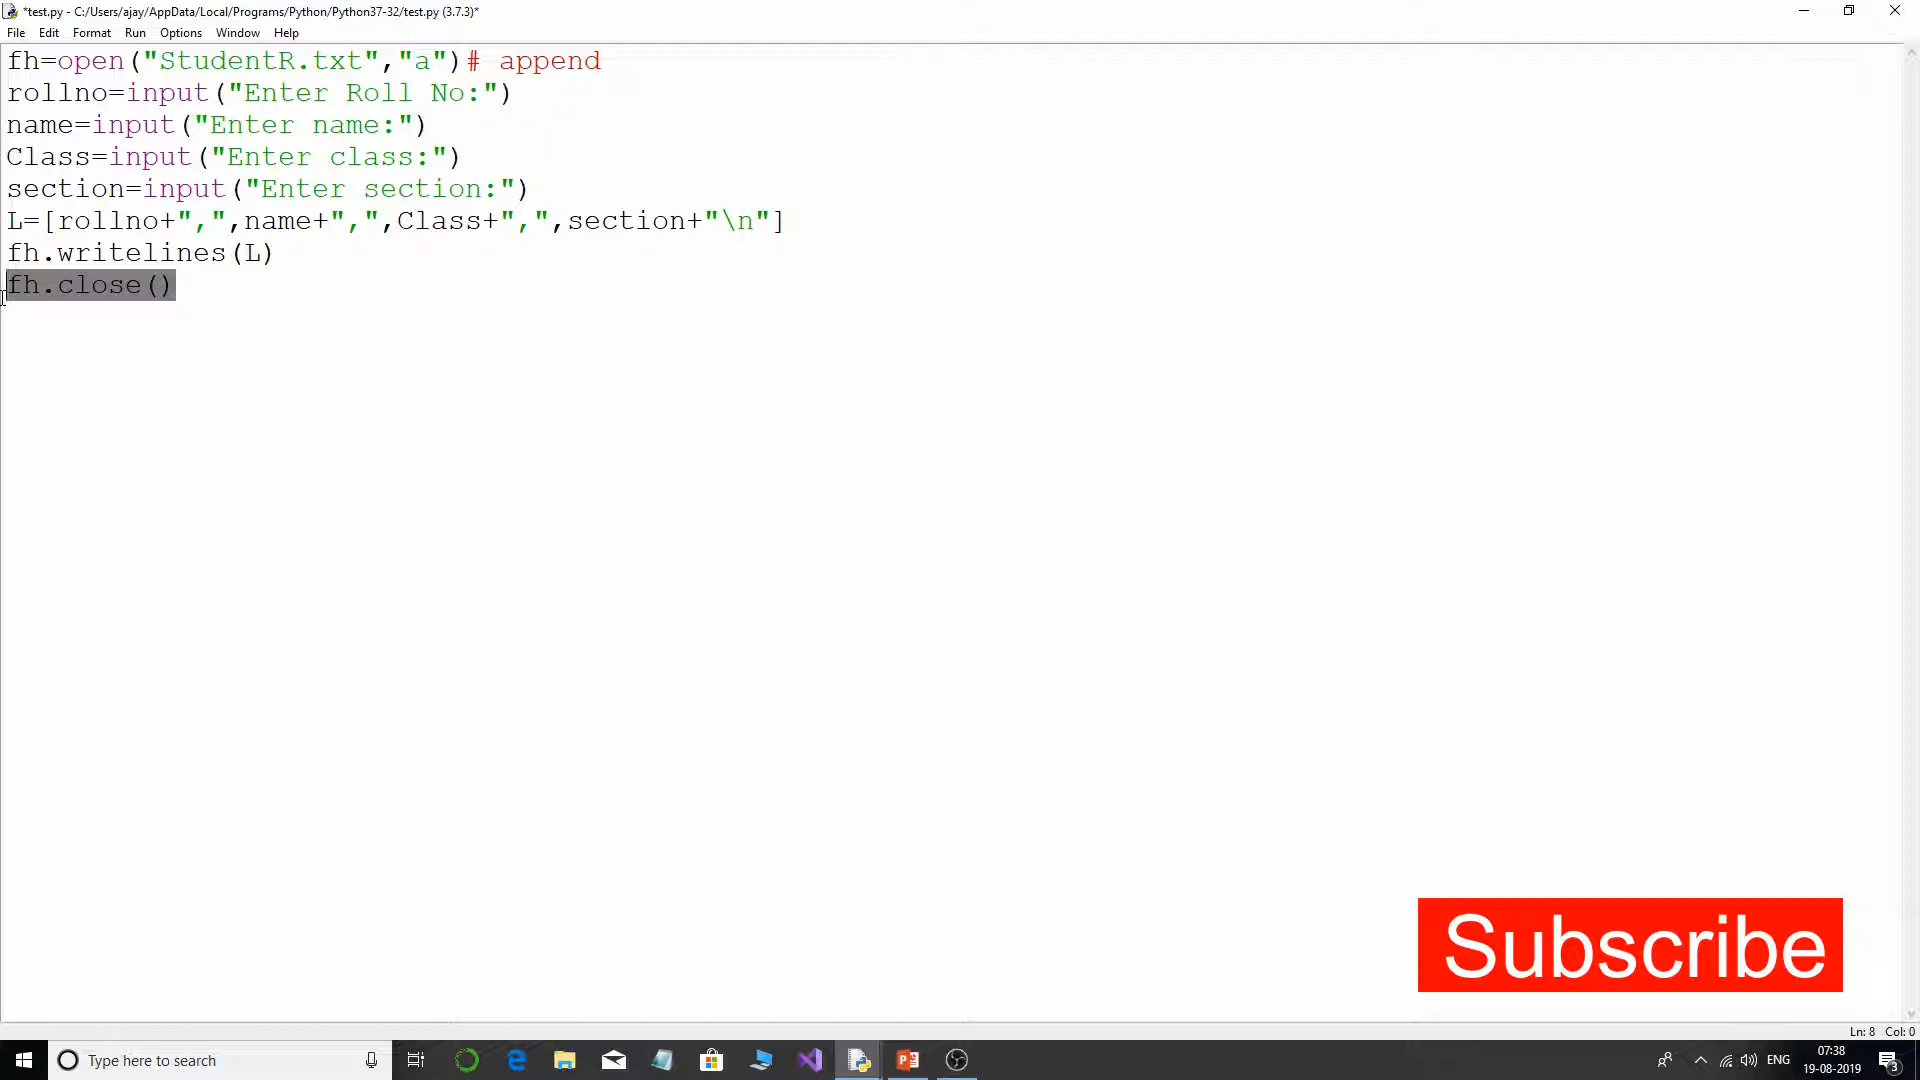 *test.py - C:/Users/ajay/AppData/Local/Programs/Python/Python37-32/test.py (3.7.3)*
File Edit Format Run Options Window Help
fh=open("StudentR.txt","a")# append
rollno=input("Enter Roll No:")
name=input("Enter name:")
Class=input("Enter class:")
section=input("Enter section:")
L=[rollno+",",name+",",Class+",",section+"\n"]
fh.writelines(L)
fh.close()
Subscribe
Ln: 8 Col: 0
Type here to search
ENG
07:38
19-08-2019
3